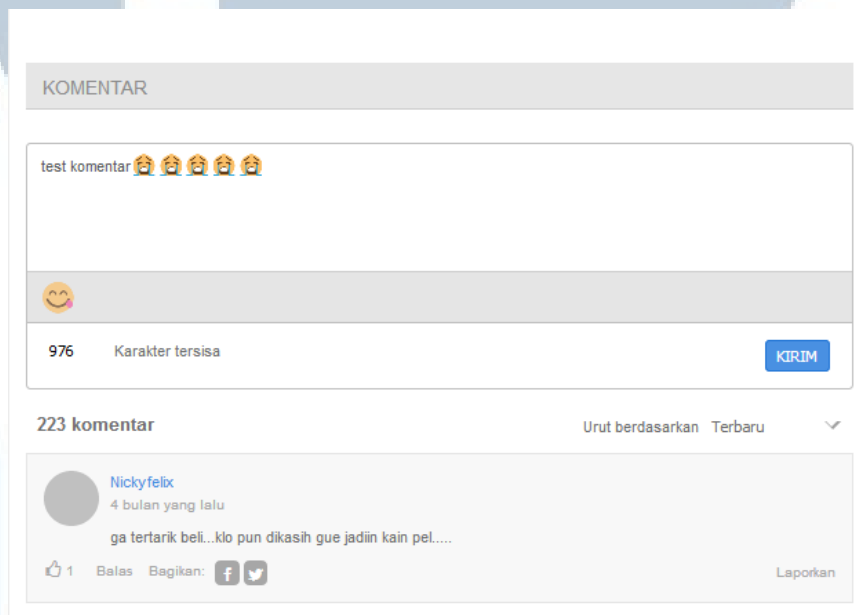 KOMENTAR
test komentar😭 😭 😭 😭 😭
976 Karakter tersisa KIRIM
223 komentar Urut berdasarkan Terbaru
Nickyfelix
4 bulan yang lalu
ga tertarik beli...klo pun dikasih gue jadiin kain pel.....
1 Balas Bagikan: Laporkan